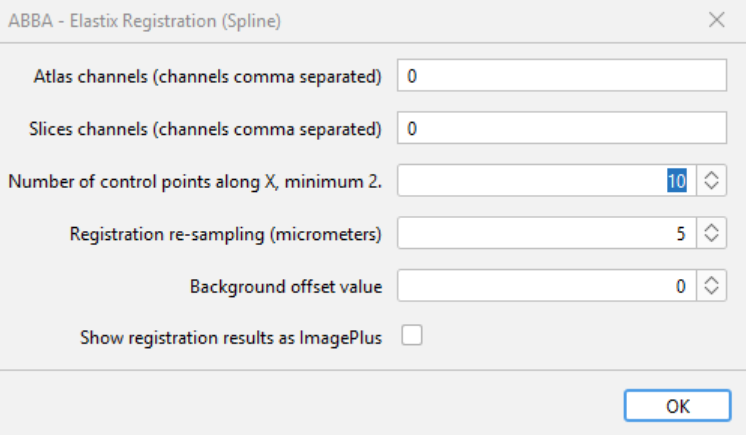 ABBA - Elastix Registration (Spline)
Atlas channels (channels comma separated) 0
Slices channels (channels comma separated) 0
Number of control points along X, minimum 2. 10
Registration re-sampling (micrometers) 5
Background offset value 0
Show registration results as ImagePlus
OK